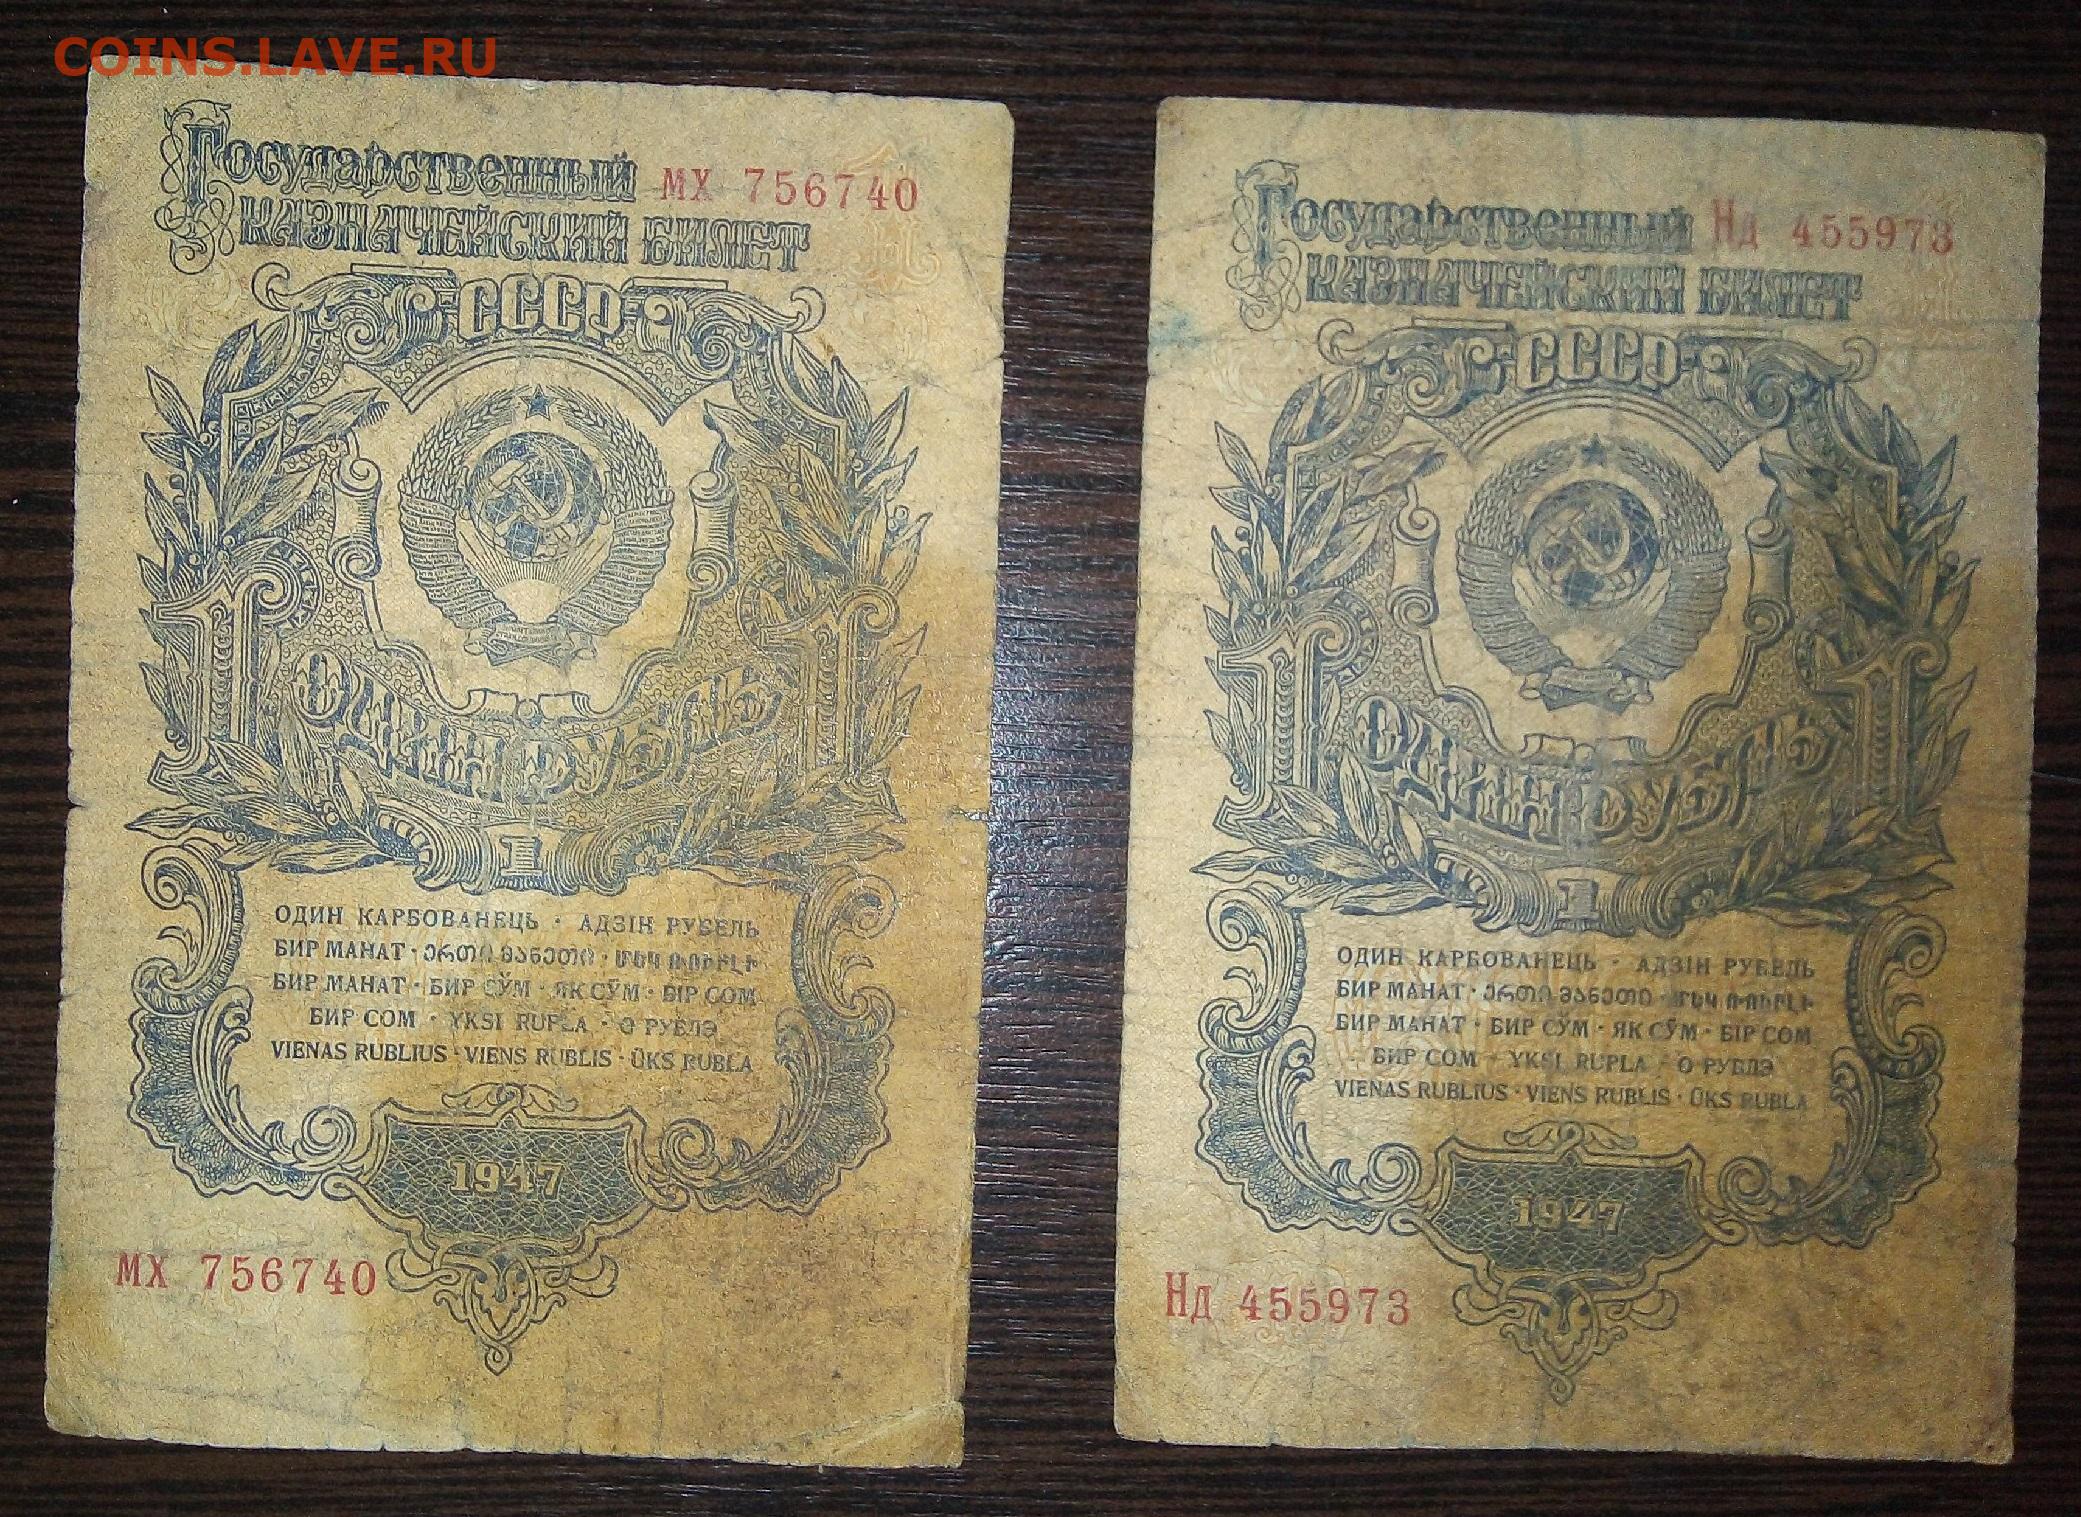 COINS.LAVE.RU
Государственный МХ 756740
казначейский билет
СССР
1 1
один рубль
1
ОДИН КАРБОВАНЕЦЬ · АДЗІН РУБЕЛЬ
БИР МАНАТ · ერთი მანეთი · մեկ ռուբլի
БИР МАНАТ · БИР СЎМ · ЯК СЎМ · БІР СОМ
БИР СОМ · YKSI RUPLA · О РУБЛЭ
VIENAS RUBLIUS · VIENS RUBLIS · ÜKS RUBLA
1947
МХ 756740
Государственный Нд 455973
казначейский билет
СССР
1 1
один рубль
1
ОДИН КАРБОВАНЕЦЬ · АДЗІН РУБЕЛЬ
БИР МАНАТ · ერთი მანეთი · մեկ ռուբլի
БИР МАНАТ · БИР СЎМ · ЯК СЎМ · БІР СОМ
БИР СОМ · YKSI RUPLA · О РУБЛЭ
VIENAS RUBLIUS · VIENS RUBLIS · ÜKS RUBLA
1947
Нд 455973